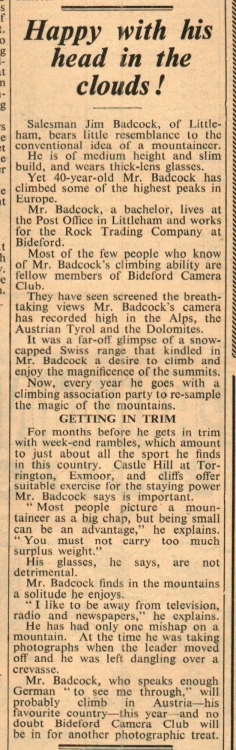 Happy with his
head in the
clouds!
Salesman Jim Badcock, of Little-
ham, bears little resemblance to the
conventional idea of a mountaineer.
He is of medium height and slim
build, and wears thick-lens glasses.
Yet 40-year-old Mr. Badcock has
climbed some of the highest peaks in
Europe.
Mr. Badcock, a bachelor, lives at
the Post Office in Littleham and works
for the Rock Trading Company at
Bideford.
Most of the few people who know
of Mr. Badcock's climbing ability are
fellow members of Bideford Camera
Club.
They have seen screened the breath-
taking views Mr. Badcock's camera
has recorded high in the Alps, the
Austrian Tyrol and the Dolomites.
It was a far-off glimpse of a snow-
capped Swiss range that kindled in
Mr. Badcock a desire to climb and
enjoy the magnificence of the summits.
Now, every year he goes with a
climbing association party to re-sample
the magic of the mountains.
GETTING IN TRIM
For months before he gets in trim
with week-end rambles, which amount
to just about all the sport he finds
in this country. Castle Hill at Tor-
rington, Exmoor, and cliffs offer
suitable exercise for the staying power
Mr. Badcock says is important.
"Most people picture a moun-
taineer as a big chap, but being small
can be an advantage," he explains.
"You must not carry too much
surplus weight."
His glasses, he says, are not
detrimental.
Mr. Badcock finds in the mountains
a solitude he enjoys.
"I like to be away from television,
radio and newspapers," he explains.
He has had only one mishap on a
mountain. At the time he was taking
photographs when the leader moved
off and he was left dangling over a
crevasse.
Mr. Badcock, who speaks enough
German "to see me through," will
probably climb in Austria—his
favourite country—this year—and no
doubt Bideford Camera Club will
be in for another photographic treat.